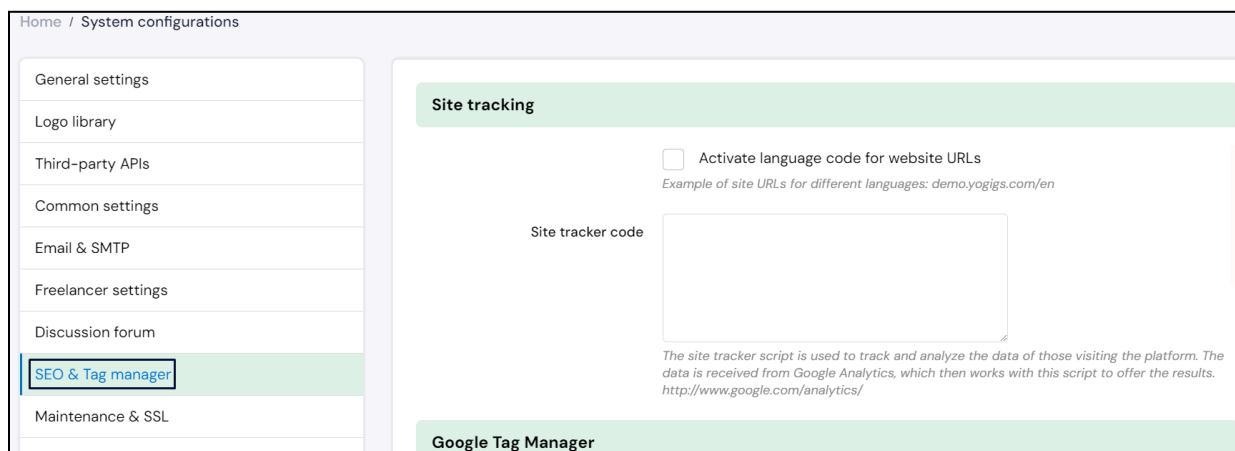 Home / System configurations
General settings
Logo library
Third-party APIs
Common settings
Email & SMTP
Freelancer settings
Discussion forum
SEO & Tag manager
Maintenance & SSL
Site tracking
Activate language code for website URLs
Example of site URLs for different languages: demo.yogigs.com/en
Site tracker code
The site tracker script is used to track and analyze the data of those visiting the platform. The
data is received from Google Analytics, which then works with this script to offer the results.
http://www.google.com/analytics/
Google Tag Manager